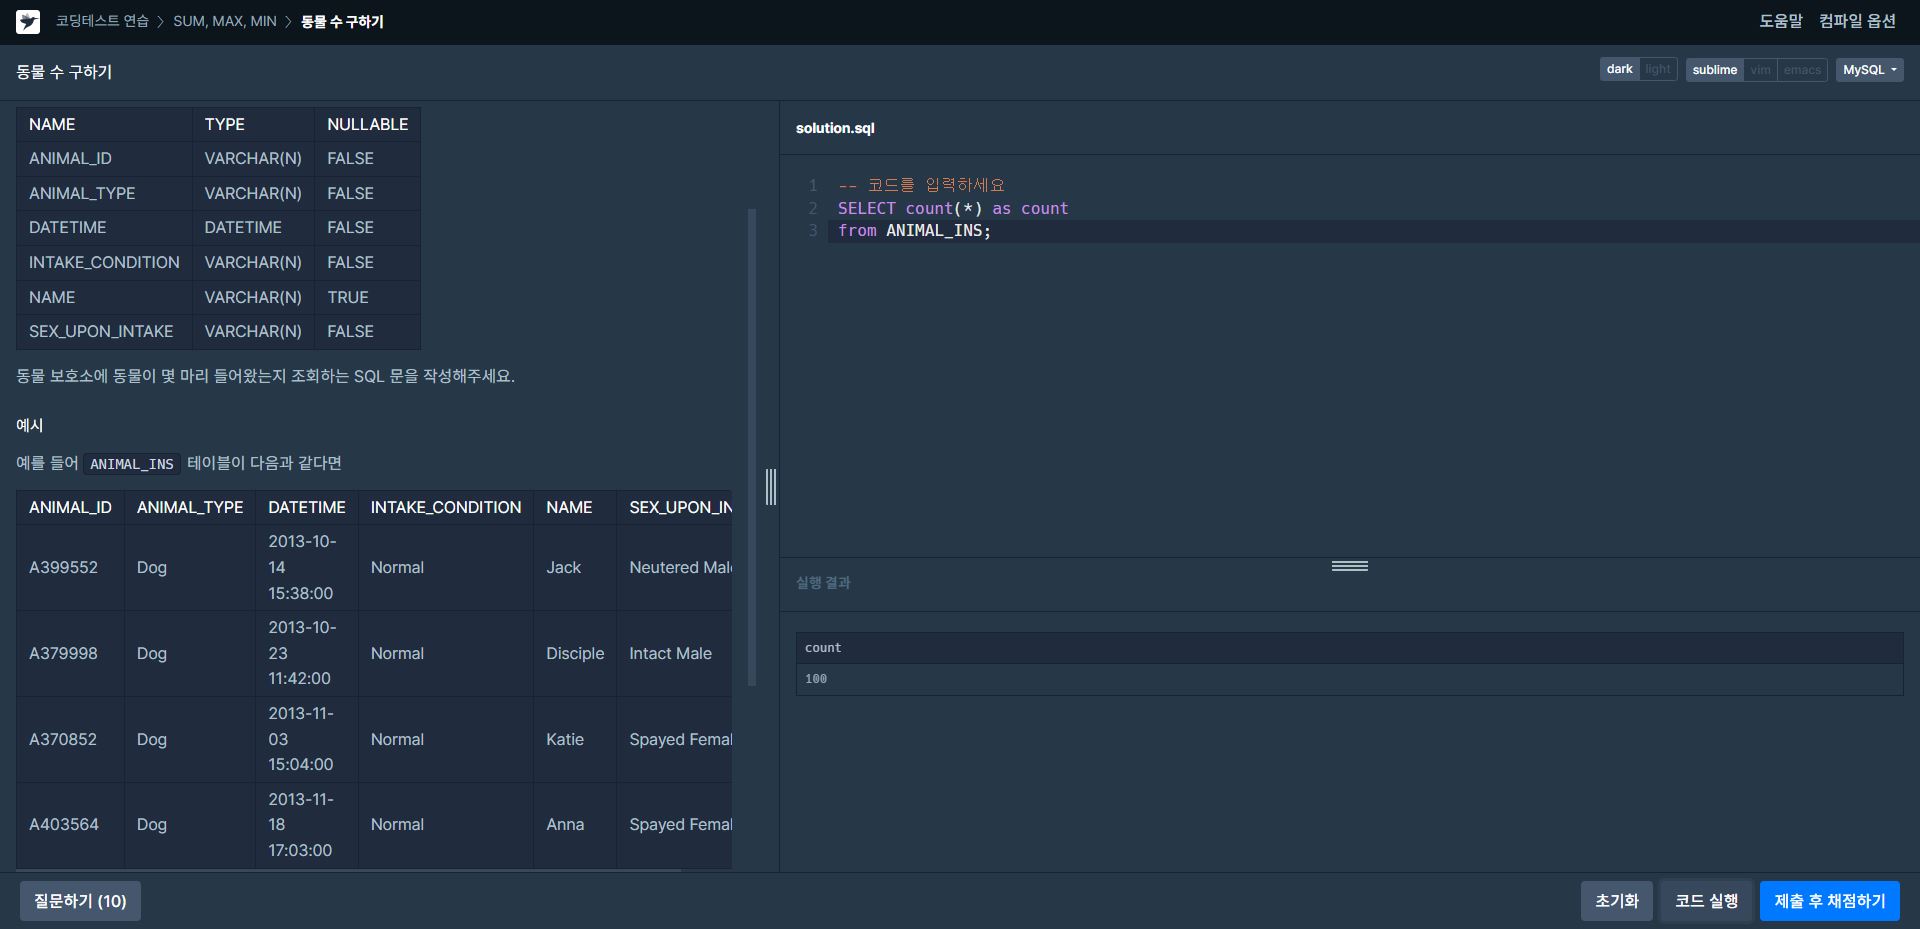 코딩테스트 연습 > SUM, MAX, MIN > 동물 수 구하기
도움말 컴파일 옵션
동물 수 구하기
dark light sublime vim emacs MySQL
NAME TYPE NULLABLE
ANIMAL_ID VARCHAR(N) FALSE
ANIMAL_TYPE VARCHAR(N) FALSE
DATETIME DATETIME FALSE
INTAKE_CONDITION VARCHAR(N) FALSE
NAME VARCHAR(N) TRUE
SEX_UPON_INTAKE VARCHAR(N) FALSE
동물 보호소에 동물이 몇 마리 들어왔는지 조회하는 SQL 문을 작성해주세요.
예시
예를 들어 ANIMAL_INS 테이블이 다음과 같다면
ANIMAL_ID ANIMAL_TYPE DATETIME INTAKE_CONDITION NAME SEX_UPON_IN
2013-10-
A399552 Dog 14 Normal Jack Neutered Mal
15:38:00
2013-10-
A379998 Dog 23 Normal Disciple Intact Male
11:42:00
2013-11-
A370852 Dog 03 Normal Katie Spayed Femal
15:04:00
2013-11-
A403564 Dog 18 Normal Anna Spayed Femal
17:03:00
solution.sql
1 -- 코드를 입력하세요
2 SELECT count(*) as count
3 from ANIMAL_INS;
실행 결과
count
100
질문하기 (10)
초기화 코드 실행 제출 후 채점하기